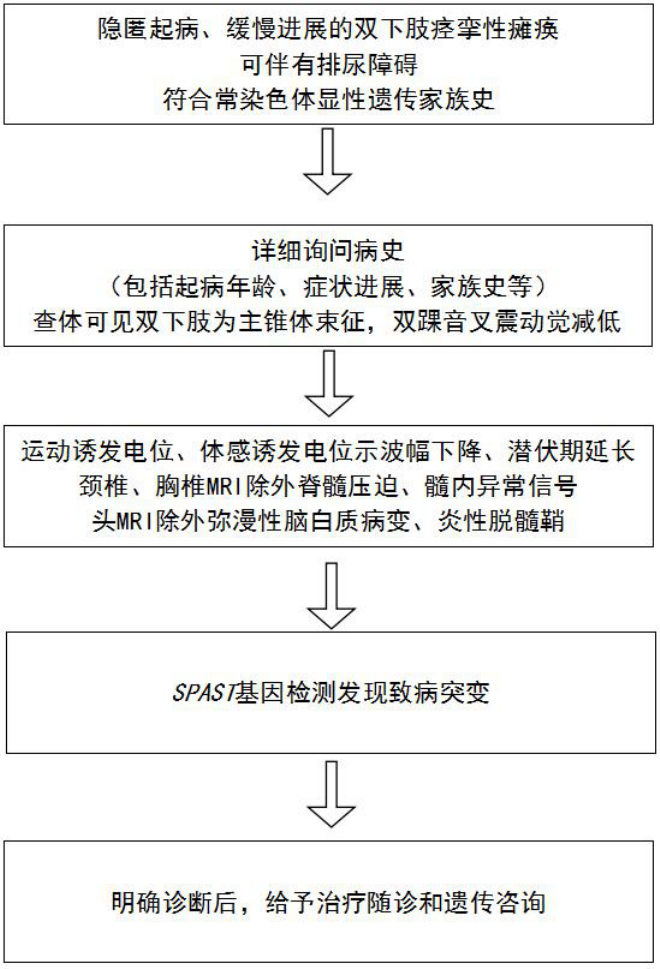 隐匿起病、缓慢进展的双下肢痉挛性瘫痪
可伴有排尿障碍
符合常染色体显性遗传家族史
详细询问病史
（包括起病年龄、症状进展、家族史等）
查体可见双下肢为主锥体束征，双踝音叉震动觉减低
运动诱发电位、体感诱发电位示波幅下降、潜伏期延长
颈椎、胸椎MRI除外脊髓压迫、髓内异常信号
头MRI除外弥漫性脑白质病变、炎性脱髓鞘
SPAST基因检测发现致病突变
明确诊断后，给予治疗随诊和遗传咨询